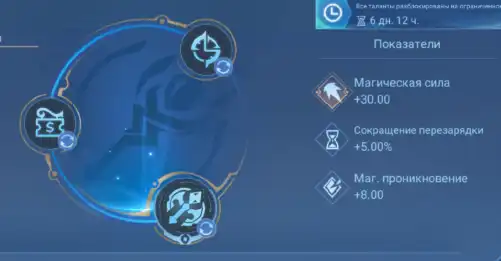 Все таланты разблокированы на ограниченное
6 дн. 12 ч.
Показатели
Магическая сила
+30.00
Сокращение перезарядки
+5.00%
Маг. проникновение
+8.00
S